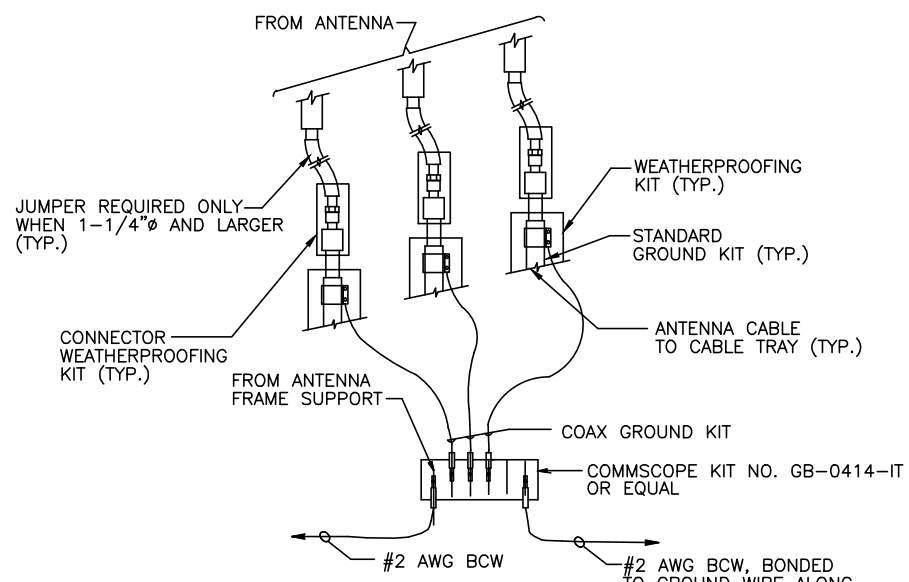 FROM ANTENNA
WEATHERPROOFING
KIT (TYP.)
JUMPER REQUIRED ONLY
WHEN 1-1/4"ø AND LARGER
(TYP.)
STANDARD
GROUND KIT (TYP.)
CONNECTOR
WEATHERPROOFING
KIT (TYP.)
ANTENNA CABLE
TO CABLE TRAY (TYP.)
FROM ANTENNA
FRAME SUPPORT
COAX GROUND KIT
COMMSCOPE KIT NO. GB-0414-IT
OR EQUAL
#2 AWG BCW
#2 AWG BCW, BONDED
TO GROUND WIRE ALONG